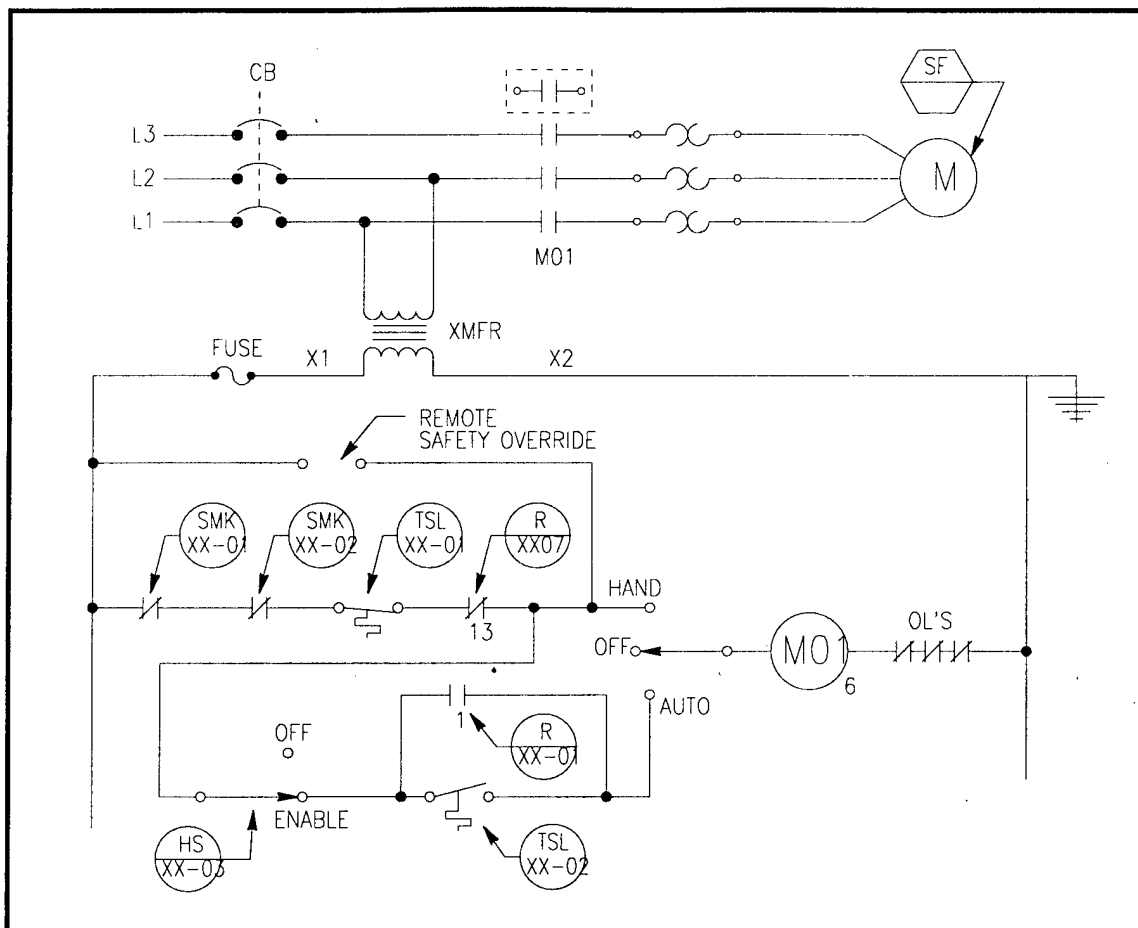 CB
SF
L3
L2
M
L1
M01
XMFR
FUSE
X1
X2
REMOTE
SAFETY OVERRIDE
SMK
XX-01
SMK
XX-02
TSL
XX-01
R
XX07
HAND
13
OL'S
OFF
M01
6
AUTO
1
R
XX-01
OFF
ENABLE
HS
XX-03
TSL
XX-02